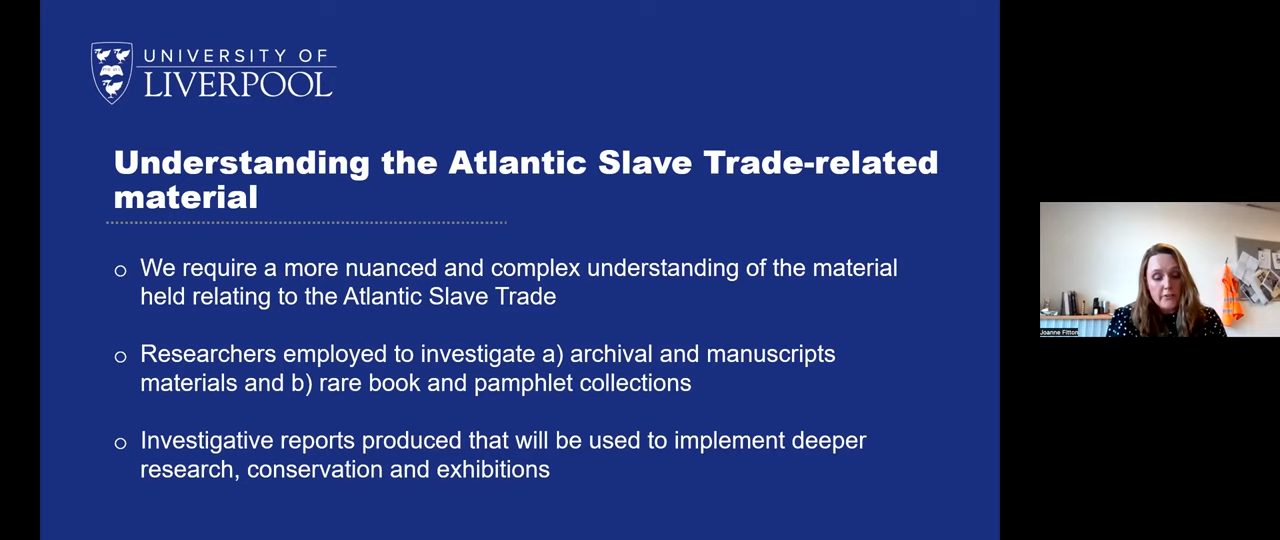 UNIVERSITY OF
LIVERPOOL
Understanding the Atlantic Slave Trade-related
material
We require a more nuanced and complex understanding of the material
held relating to the Atlantic Slave Trade
Researchers employed to investigate a) archival and manuscripts
materials and b) rare book and pamphlet collections
Investigative reports produced that will be used to implement deeper
research, conservation and exhibitions
Joanne Fitton